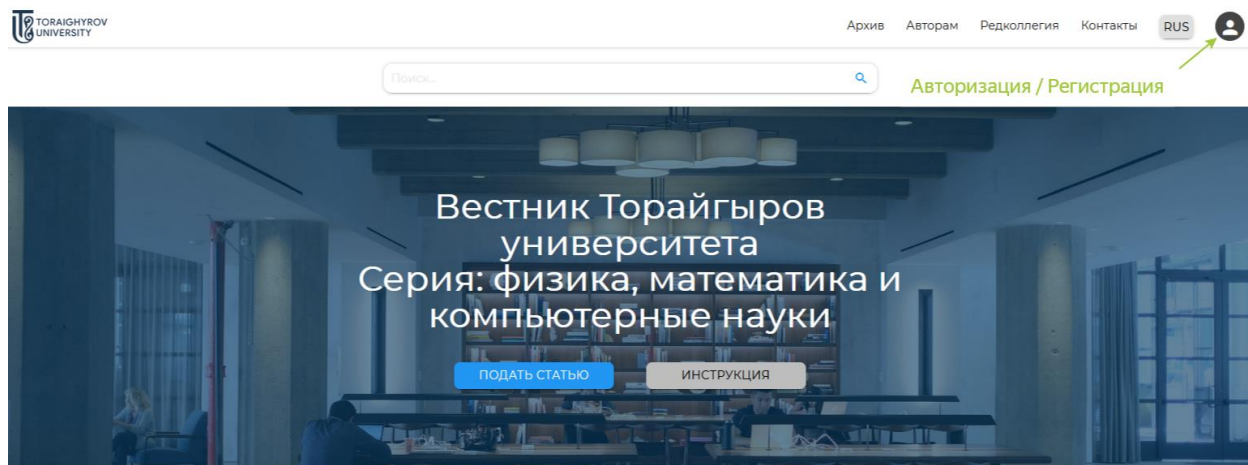 TORAIGHYROV
UNIVERSITY
Архив Авторам Редколлегия Контакты RUS
Поиск...
Авторизация / Регистрация
Вестник Торайгыров
университета
Серия: физика, математика и
компьютерные науки
ПОДАТЬ СТАТЬЮ ИНСТРУКЦИЯ